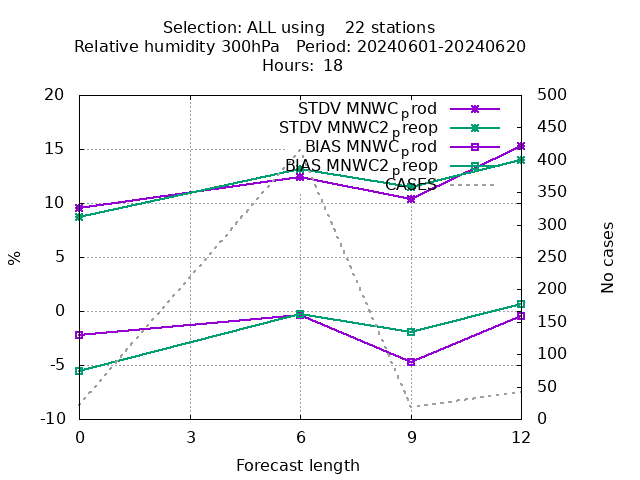 Selection: ALL using    22 stations
Relative humidity 300hPa   Period: 20240601-20240620
Hours: 18
STDV MNWC_prod
STDV MNWC2_preop
BIAS MNWC_prod
BIAS MNWC2_preop
CASES
20
15
10
5
0
-5
-10
%
500
450
400
350
300
250
200
150
100
50
0
No cases
0 3 6 9 12
Forecast length